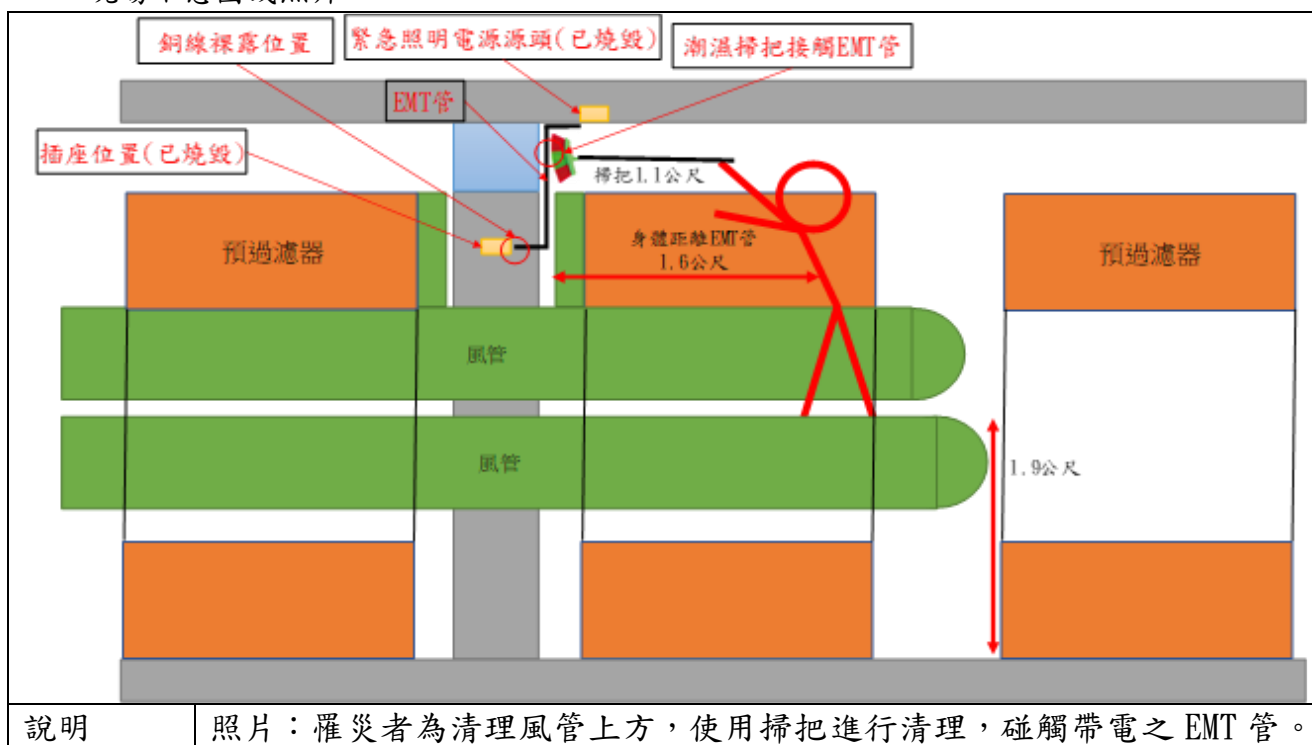 銅線裸露位置
緊急照明電源源頭(已燒毀)
潮濕掃把接觸EMT管
EMT管
插座位置(已燒毀)
掃把1.1公尺
預過濾器
身體距離EMT管
1.6公尺
預過濾器
風管
風管
1.9公尺
說明
照片：罹災者為清理風管上方，使用掃把進行清理，碰觸帶電之 EMT 管。